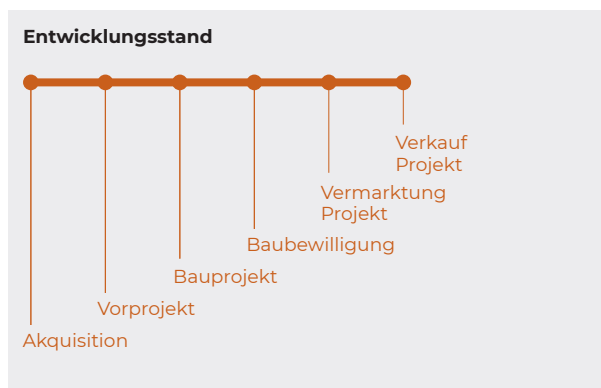 Entwicklungsstand
Verkauf
Projekt
Vermarktung
Projekt
Baubewilligung
Bauprojekt
Vorprojekt
Akquisition